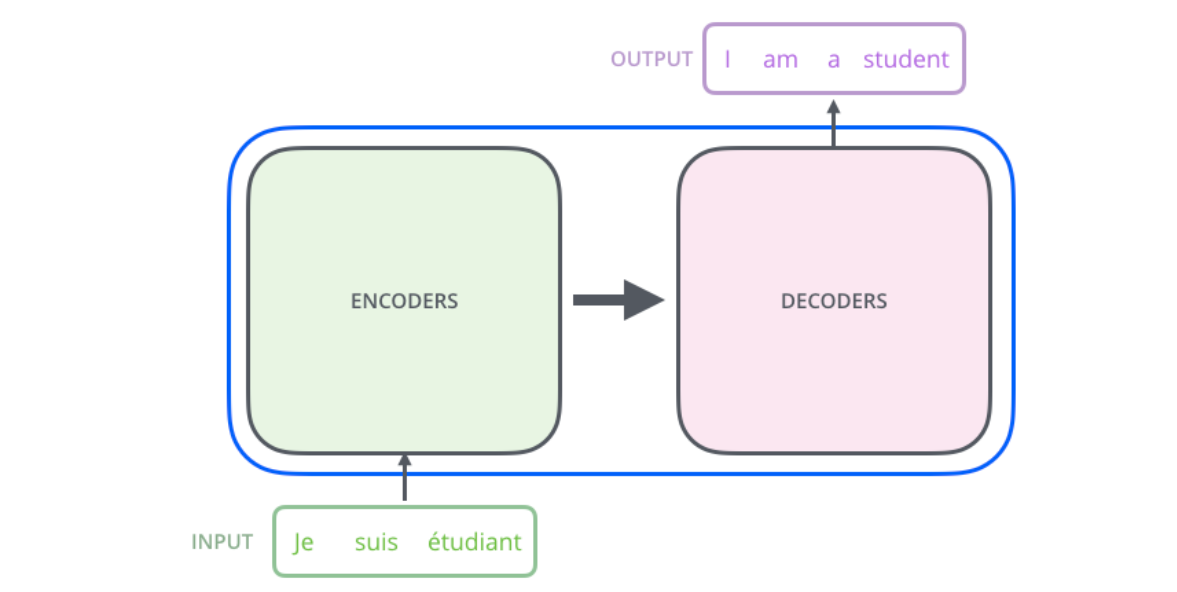 OUTPUT I am a student
ENCODERS DECODERS
INPUT Je suis étudiant